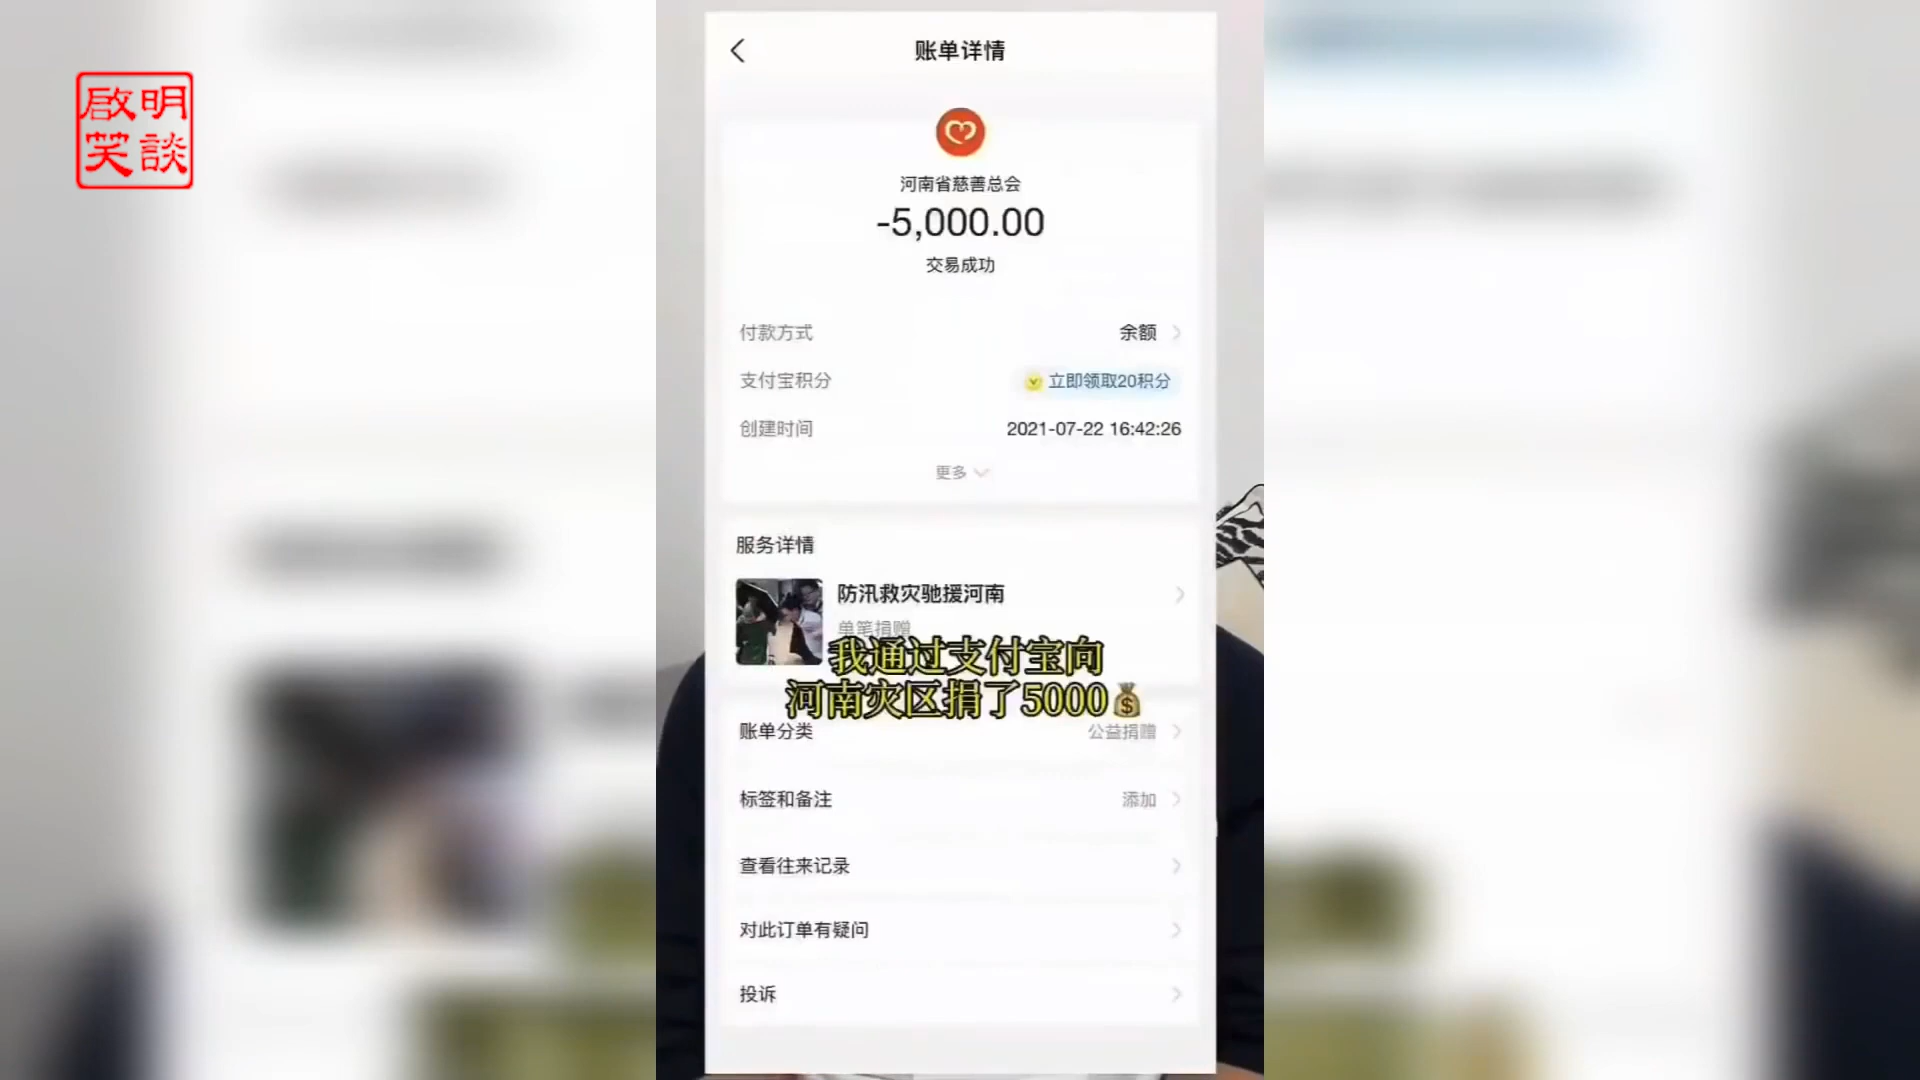 啟明
笑談
账单详情
河南省慈善总会
-5,000.00
交易成功
付款方式 余额
支付宝积分 立即领取20积分
创建时间 2021-07-22 16:42:26
更多
服务详情
防汛救灾驰援河南
单笔捐赠
我通过支付宝向
河南灾区捐了5000
账单分类 公益捐赠
标签和备注 添加
查看往来记录
对此订单有疑问
投诉